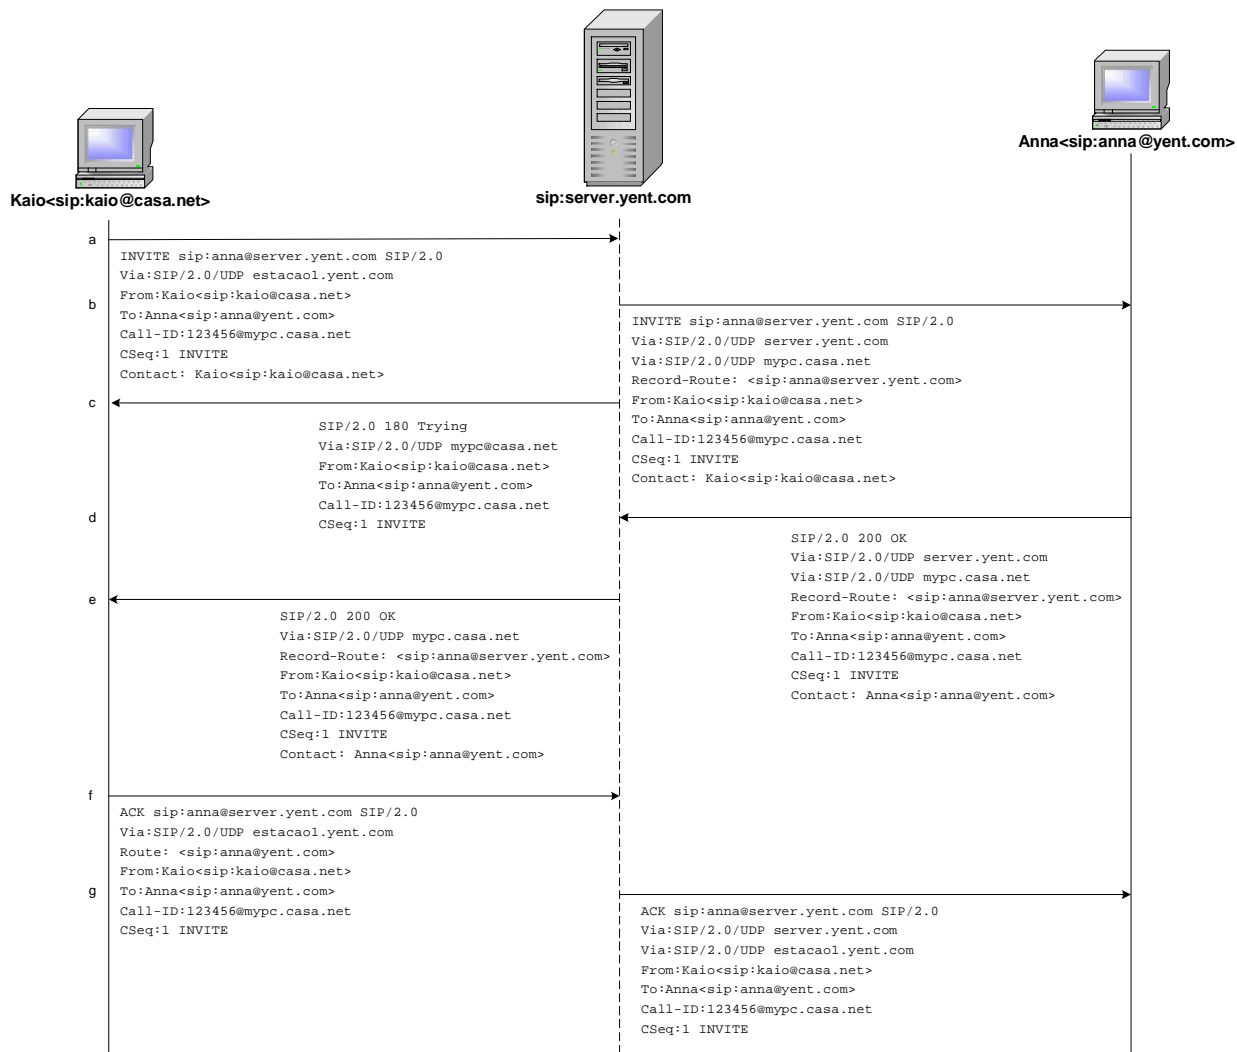 Anna<sip:anna@yent.com>
Kaio<sip:kaio@casa.net>
sip:server.yent.com
a
INVITE sip:anna@server.yent.com SIP/2.0
Via:SIP/2.0/UDP estacao1.yent.com
From:Kaio<sip:kaio@casa.net>
To:Anna<sip:anna@yent.com>
Call-ID:123456@mypc.casa.net
CSeq:1 INVITE
Contact: Kaio<sip:kaio@casa.net>
b
INVITE sip:anna@server.yent.com SIP/2.0
Via:SIP/2.0/UDP server.yent.com
Via:SIP/2.0/UDP mypc.casa.net
Record-Route: <sip:anna@server.yent.com>
From:Kaio<sip:kaio@casa.net>
To:Anna<sip:anna@yent.com>
Call-ID:123456@mypc.casa.net
CSeq:1 INVITE
Contact: Kaio<sip:kaio@casa.net>
c
SIP/2.0 180 Trying
Via:SIP/2.0/UDP mypc@casa.net
From:Kaio<sip:kaio@casa.net>
To:Anna<sip:anna@yent.com>
Call-ID:123456@mypc.casa.net
CSeq:1 INVITE
d
SIP/2.0 200 OK
Via:SIP/2.0/UDP server.yent.com
Via:SIP/2.0/UDP mypc.casa.net
Record-Route: <sip:anna@server.yent.com>
From:Kaio<sip:kaio@casa.net>
To:Anna<sip:anna@yent.com>
Call-ID:123456@mypc.casa.net
CSeq:1 INVITE
Contact: Anna<sip:anna@yent.com>
e
SIP/2.0 200 OK
Via:SIP/2.0/UDP mypc.casa.net
Record-Route: <sip:anna@server.yent.com>
From:Kaio<sip:kaio@casa.net>
To:Anna<sip:anna@yent.com>
Call-ID:123456@mypc.casa.net
CSeq:1 INVITE
Contact: Anna<sip:anna@yent.com>
f
ACK sip:anna@server.yent.com SIP/2.0
Via:SIP/2.0/UDP estacao1.yent.com
Route: <sip:anna@yent.com>
From:Kaio<sip:kaio@casa.net>
To:Anna<sip:anna@yent.com>
Call-ID:123456@mypc.casa.net
CSeq:1 INVITE
g
ACK sip:anna@server.yent.com SIP/2.0
Via:SIP/2.0/UDP server.yent.com
Via:SIP/2.0/UDP estacao1.yent.com
From:Kaio<sip:kaio@casa.net>
To:Anna<sip:anna@yent.com>
Call-ID:123456@mypc.casa.net
CSeq:1 INVITE